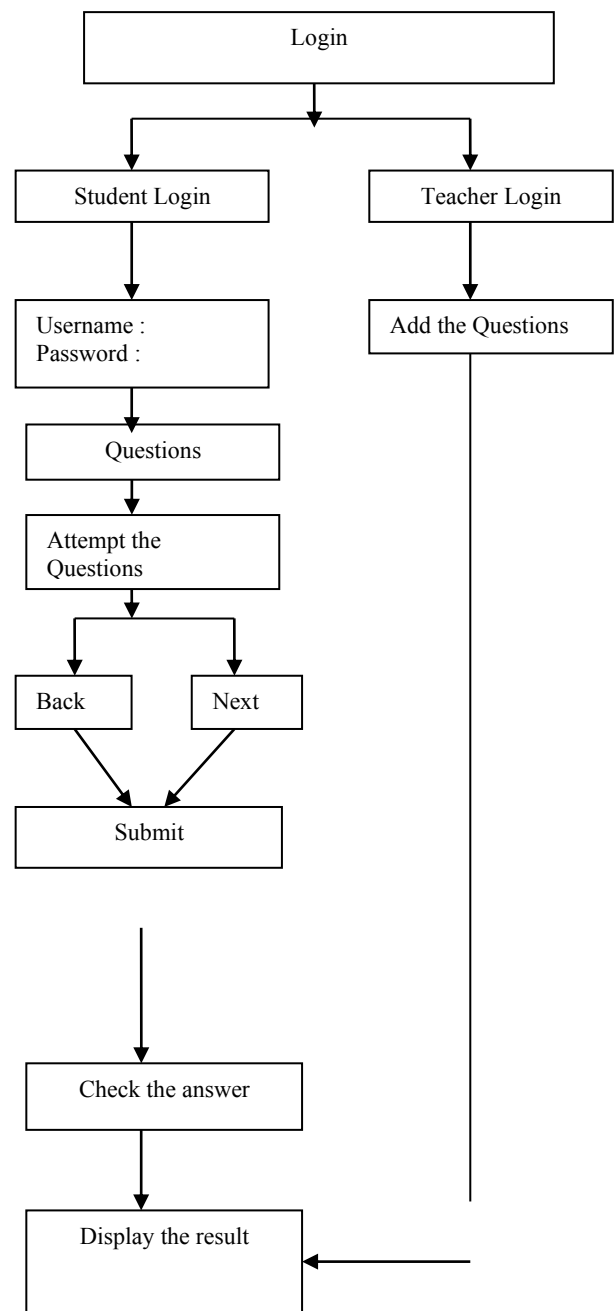 Login
Student Login
Teacher Login
Username :
Password :
Add the Questions
Questions
Attempt the
Questions
Back
Next
Submit
Check the answer
Display the result